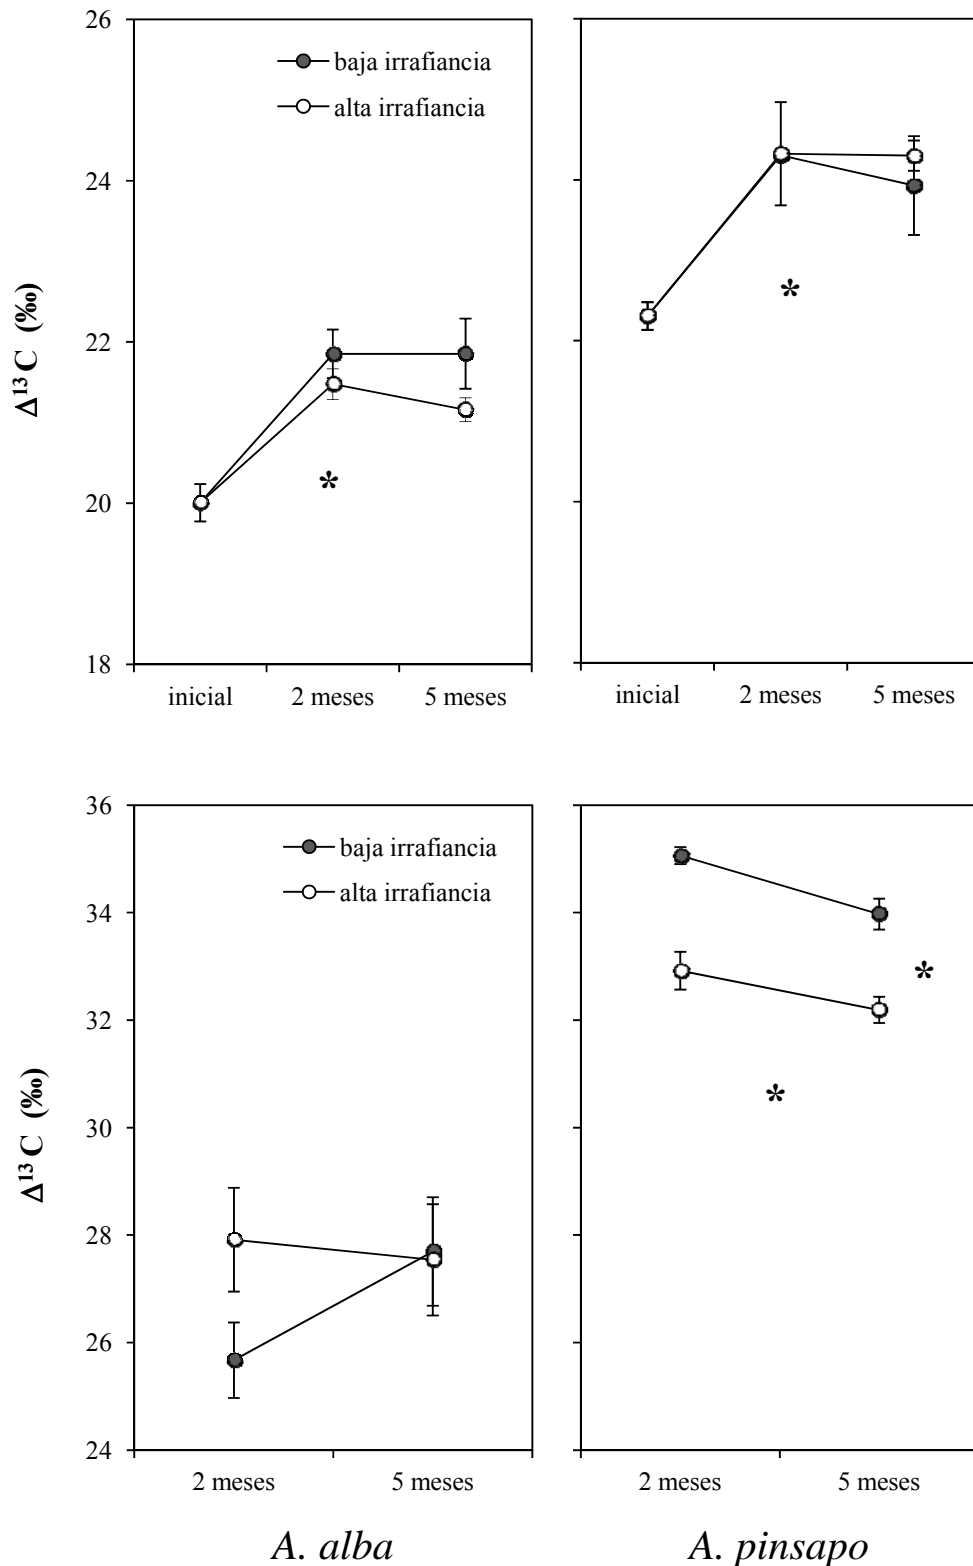 26
24
22
20
18
Δ¹³C (‰)
baja irrafiancia
alta irrafiancia
*
*
inicial 2 meses 5 meses
inicial 2 meses 5 meses
36
34
32
30
28
26
24
Δ¹³C (‰)
baja irrafiancia
alta irrafiancia
*
*
2 meses 5 meses
2 meses 5 meses
A. alba
A. pinsapo